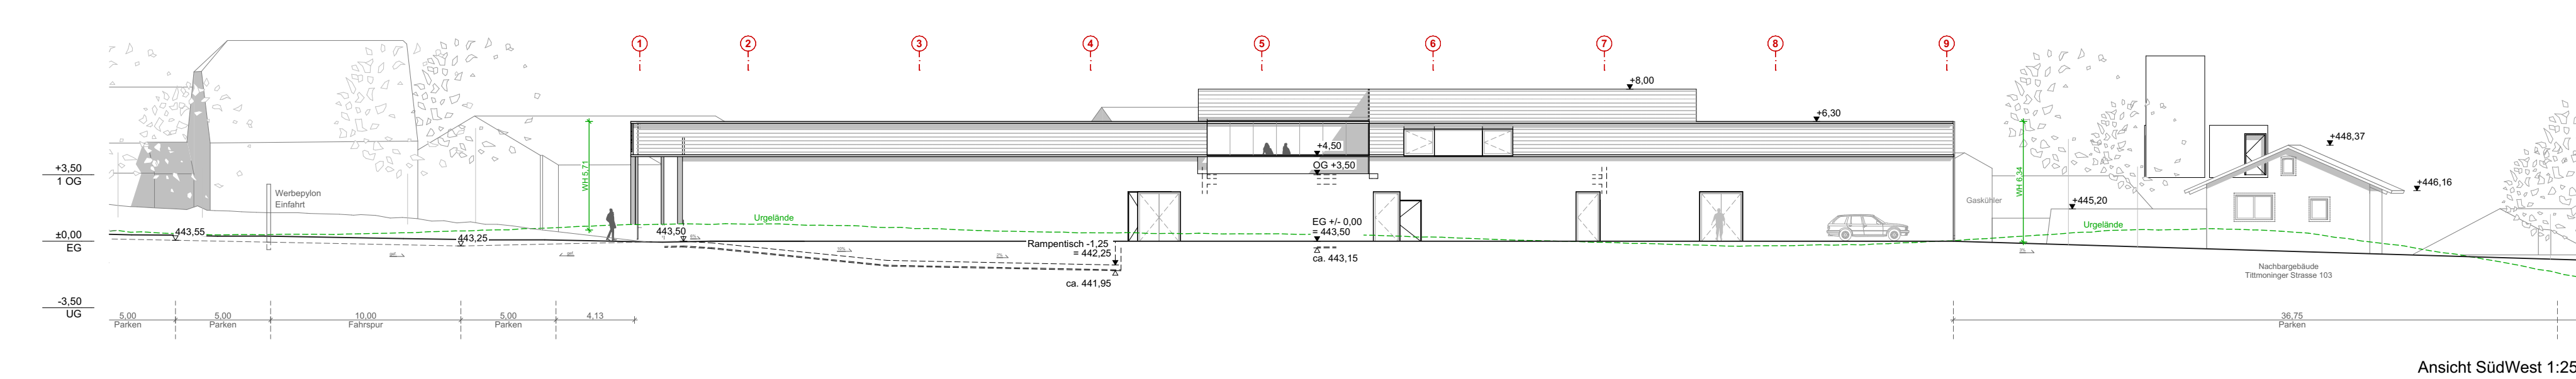 1
2
3
4
5
6
7
8
9
+8,00
+6,30
+4,50
OG +3,50
+3,50
1 OG
WH 5,71
WH 6,34
+448,37
+446,16
+445,20
Gaskühler
Werbepylon
Einfahrt
Urgelände
Urgelände
±0,00
EG
443,55
443,25
443,50
EG +/- 0,00
= 443,50
ca. 443,15
Rampentisch -1,25
= 442,25
ca. 441,95
Nachbargebäude
Tittmoninger Strasse 103
-3,50
UG
5,00
Parken
5,00
Parken
10,00
Fahrspur
5,00
Parken
4,13
36,75
Parken
Ansicht SüdWest 1:25